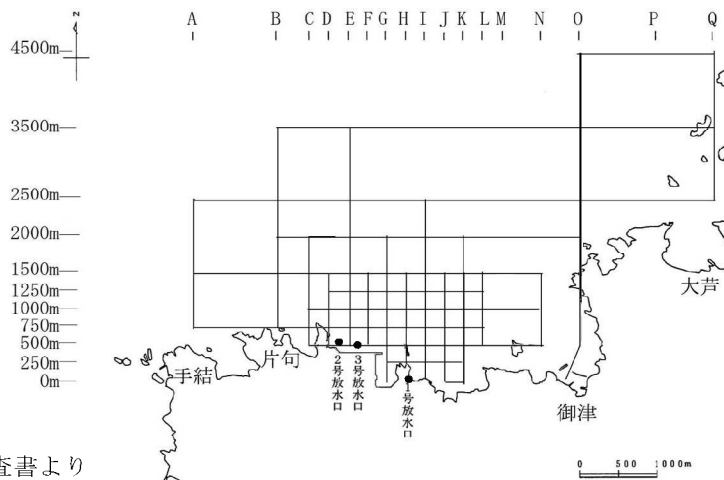 A B C D E F G H I J K L M N O P Q
z
4500m
3500m
2500m
2000m
1500m
1250m
1000m
750m
500m
250m
0m
手結
片句
2号放水口
3号放水口
1号放水口
御津
大芦
査書より
0 500 1000m